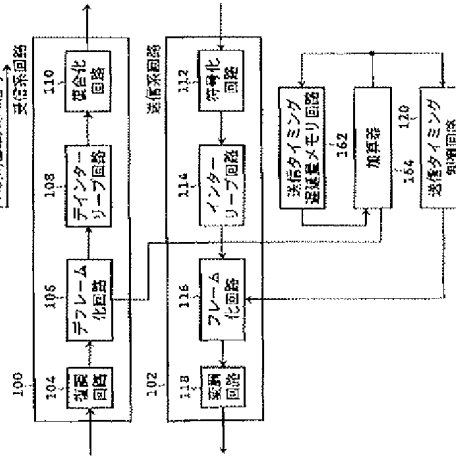 受信系回路
100
104
復調
回路
106
デフレーム
化回路
108
デインター
リーブ回路
110
復合化
回路
送信系回路
102
112
符号化
回路
114
インター
リーブ回路
116
フレーム
化回路
118
変調
回路
送信タイミング
遅延量メモリ回路
162
加算器
164
120
送信タイミング
制御回路